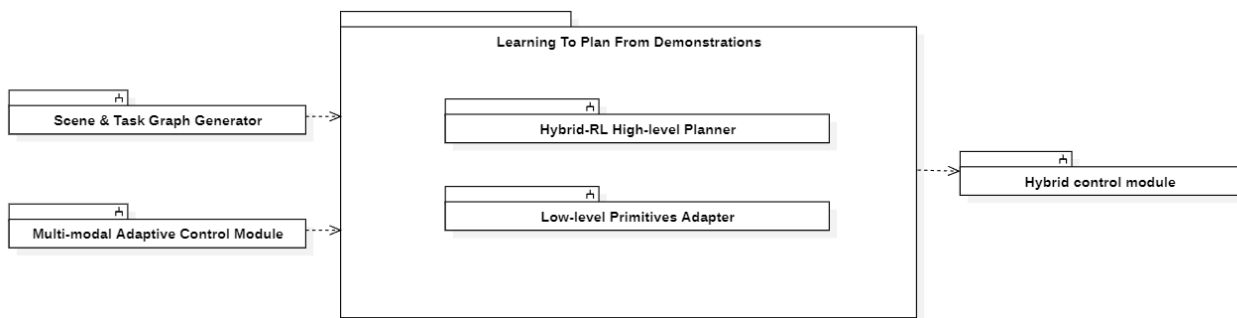 Learning To Plan From Demonstrations
Scene & Task Graph Generator
Hybrid-RL High-level Planner
Hybrid control module
Low-level Primitives Adapter
Multi-modal Adaptive Control Module